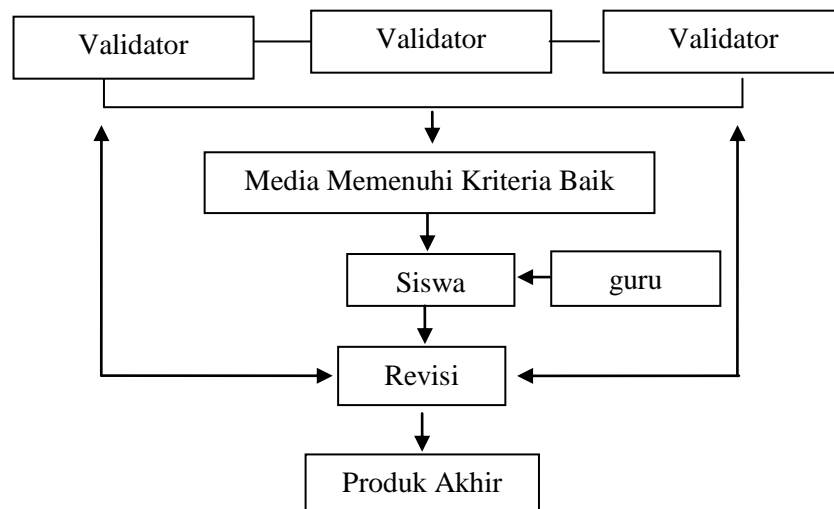 Validator
Validator
Validator
Media Memenuhi Kriteria Baik
Siswa
guru
Revisi
Produk Akhir